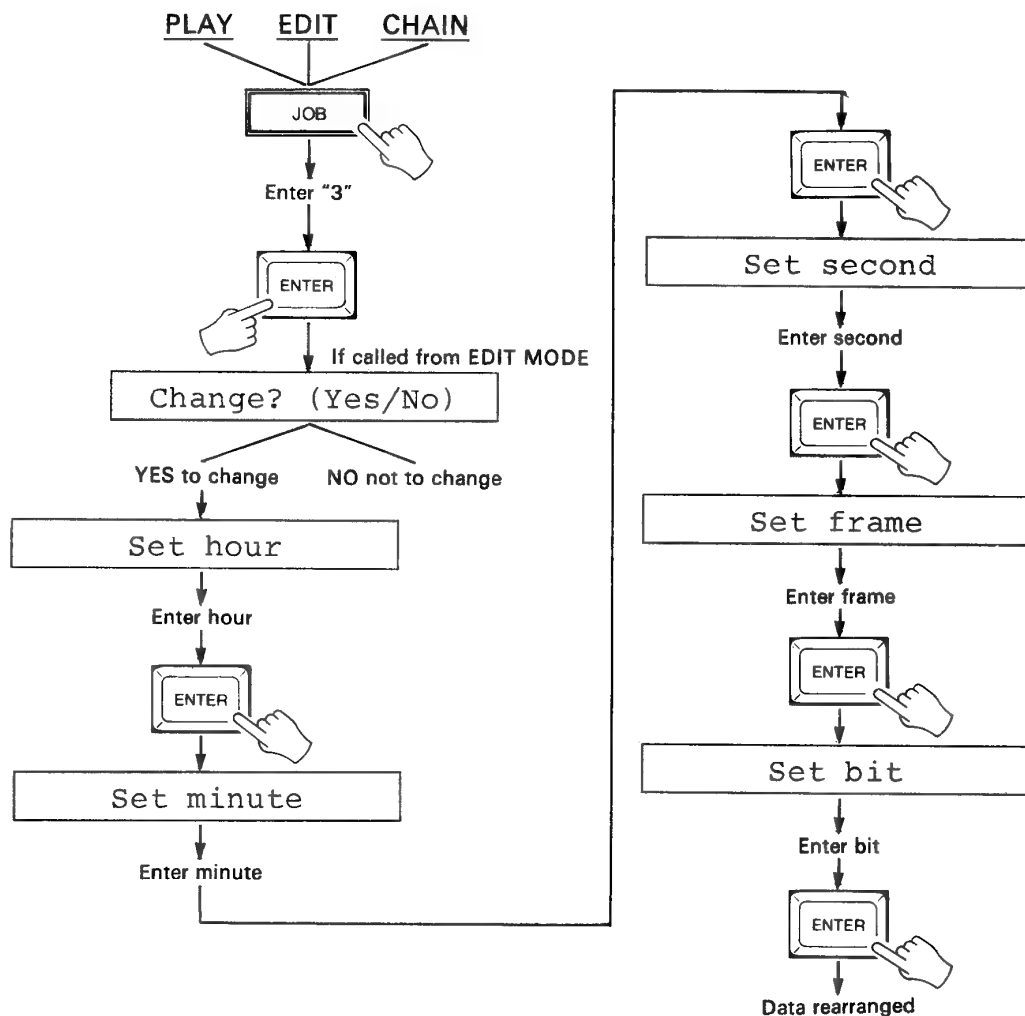 PLAY EDIT CHAIN
JOB
Enter "3"
ENTER
If called from EDIT MODE
Change? (Yes/No)
YES to change
NO not to change
Set hour
Enter hour
ENTER
Set minute
Enter minute
ENTER
Set second
Enter second
ENTER
Set frame
Enter frame
ENTER
Set bit
Enter bit
ENTER
Data rearranged